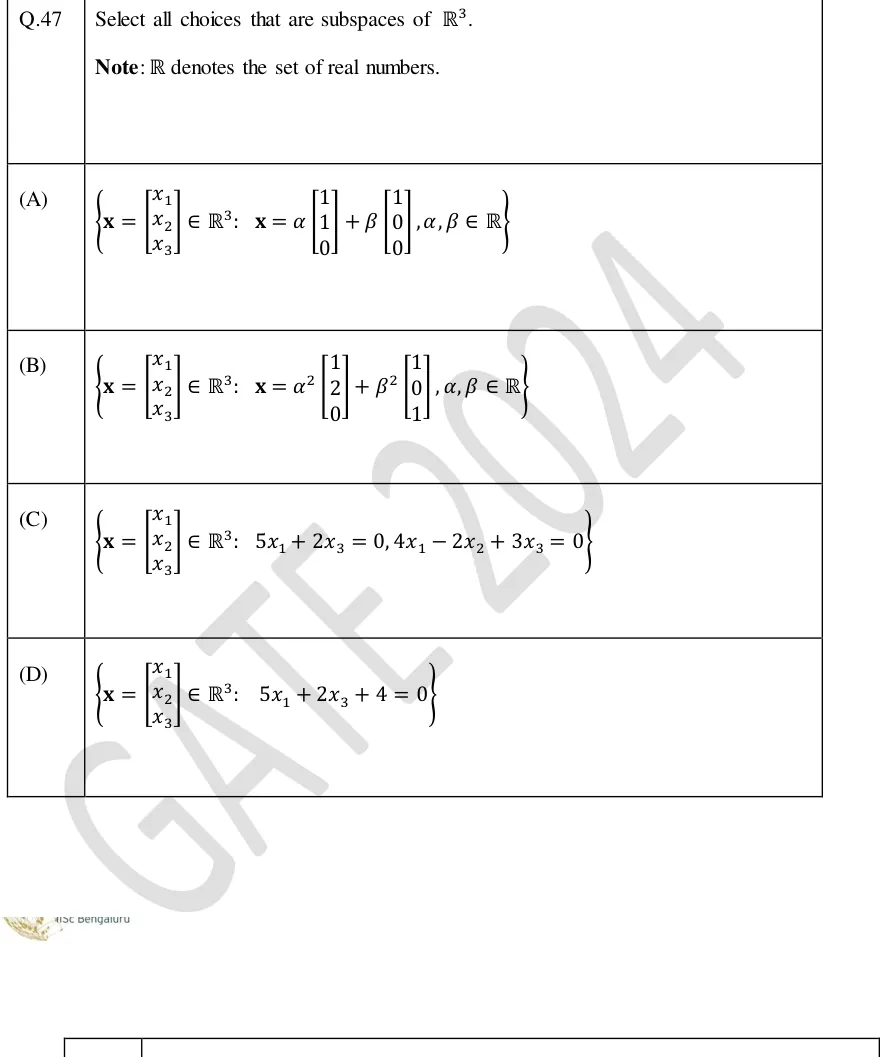 Q.47 Select all choices that are subspaces of ℝ³.
Note: ℝ denotes the set of real numbers.
(A) {𝐱 = [x₁ x₂ x₃] ∈ ℝ³: 𝐱 = α [1 1 0] + β [1 0 0], α, β ∈ ℝ}
(B) {𝐱 = [x₁ x₂ x₃] ∈ ℝ³: 𝐱 = α² [1 2 0] + β² [1 0 1], α, β ∈ ℝ}
(C) {𝐱 = [x₁ x₂ x₃] ∈ ℝ³: 5x₁ + 2x₃ = 0, 4x₁ − 2x₂ + 3x₃ = 0}
(D) {𝐱 = [x₁ x₂ x₃] ∈ ℝ³: 5x₁ + 2x₃ + 4 = 0}
GATE 2024
IISc Bengaluru